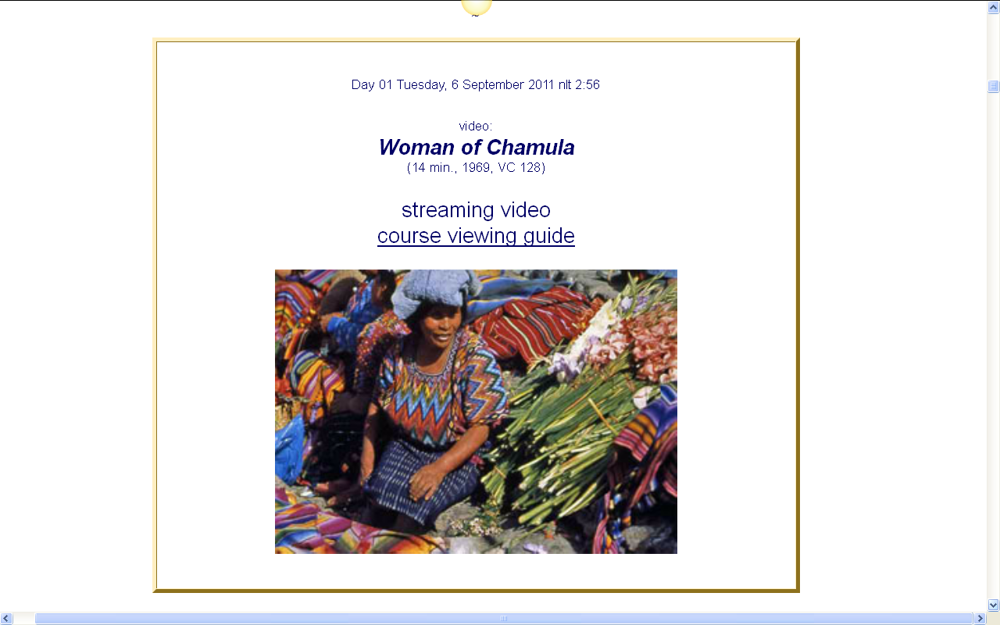 ~
Day 01 Tuesday, 6 September 2011 nlt 2:56
video:
Woman of Chamula
(14 min., 1969, VC 128)
streaming video
course viewing guide